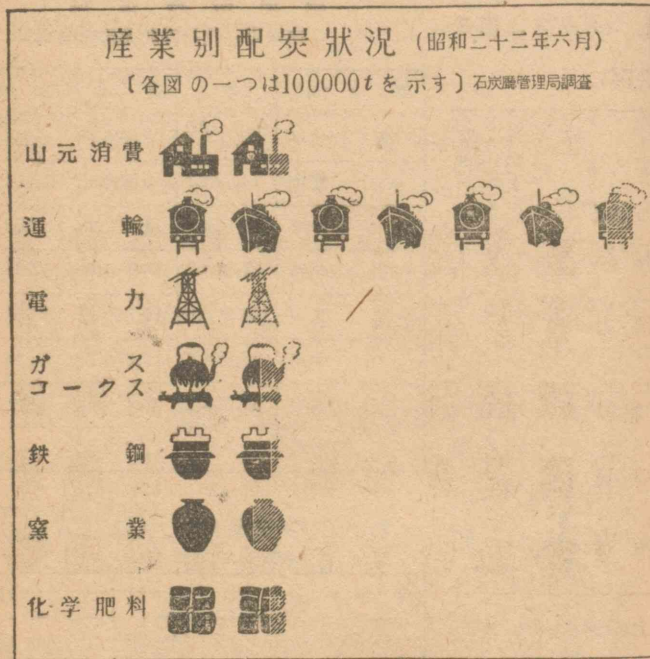 産業別配炭狀況（昭和二十二年六月）
〔各図の一つは100000tを示す〕石炭廳管理局調査
山元消費
運輸
電力
ガス
コークス
鉄鋼
窯業
化学肥料